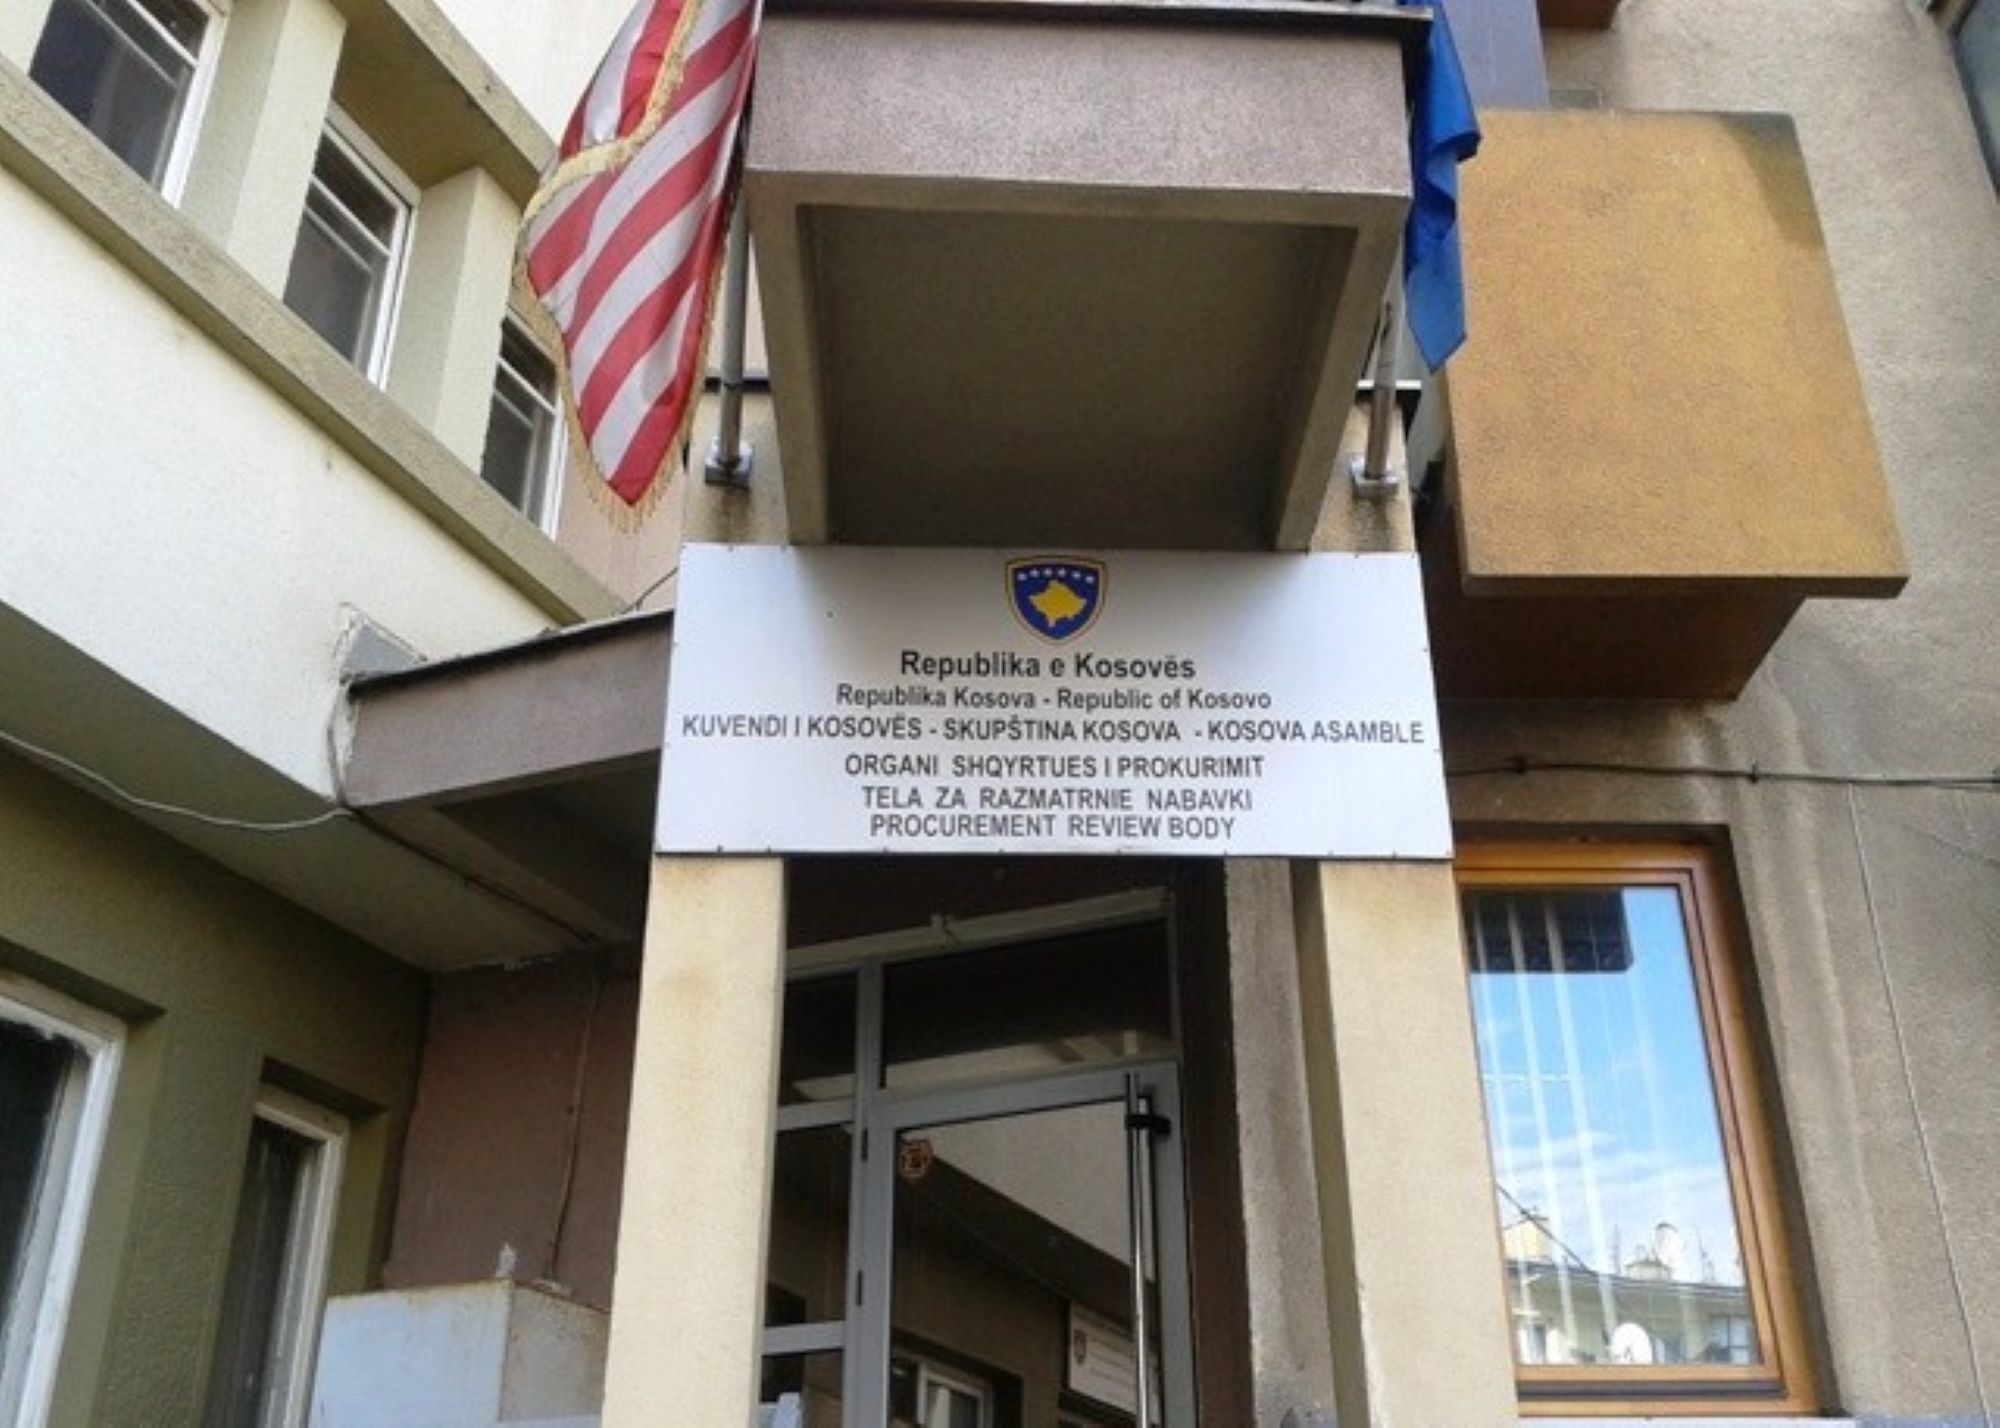 Republika e Kosovës
Republika Kosova - Republic of Kosovo
KUVENDI I KOSOVËS - SKUPŠTINA KOSOVA - KOSOVA ASAMBLE
ORGANI SHQYRTUES I PROKURIMIT
TELA ZA RAZMATRNIE NABAVKI
PROCUREMENT REVIEW BODY